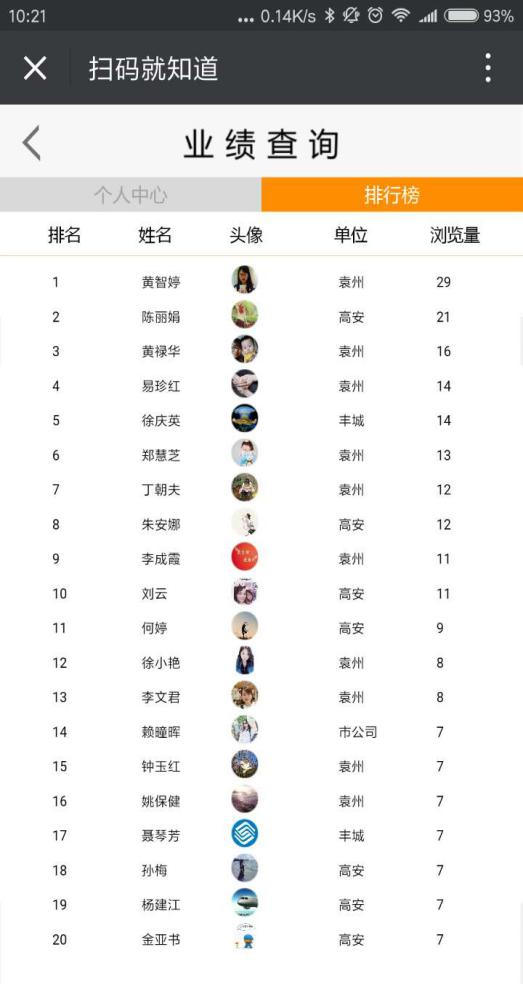 10:21 ... 0.14K/s 93%
扫码就知道
业绩查询
个人中心 排行榜
排名 姓名 头像 单位 浏览量
1 黄智婷 袁州 29
2 陈丽娟 高安 21
3 黄禄华 袁州 16
4 易珍红 袁州 14
5 徐庆英 丰城 14
6 郑慧芝 袁州 13
7 丁朝夫 袁州 12
8 朱安娜 高安 12
9 李成霞 袁州 11
10 刘云 高安 11
11 何婷 高安 9
12 徐小艳 袁州 8
13 李文君 袁州 8
14 赖瞳晖 市公司 7
15 钟玉红 袁州 7
16 姚保健 袁州 7
17 聂琴芳 丰城 7
18 孙梅 高安 7
19 杨建江 高安 7
20 金亚书 高安 7